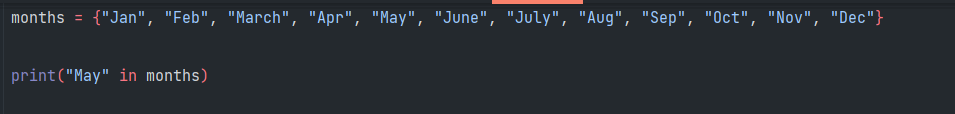 months = {"Jan", "Feb", "March", "Apr", "May", "June", "July", "Aug", "Sep", "Oct", "Nov", "Dec"}
print("May" in months)